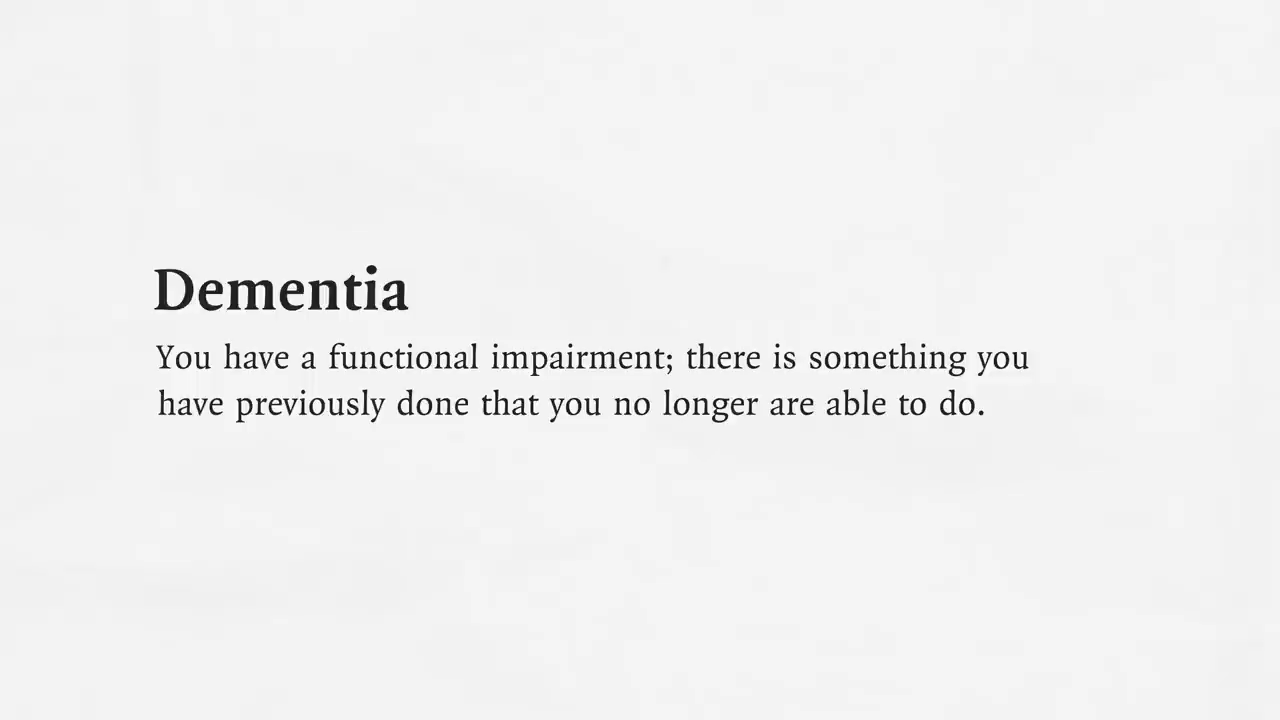 Dementia
You have a functional impairment; there is something you
have previously done that you no longer are able to do.